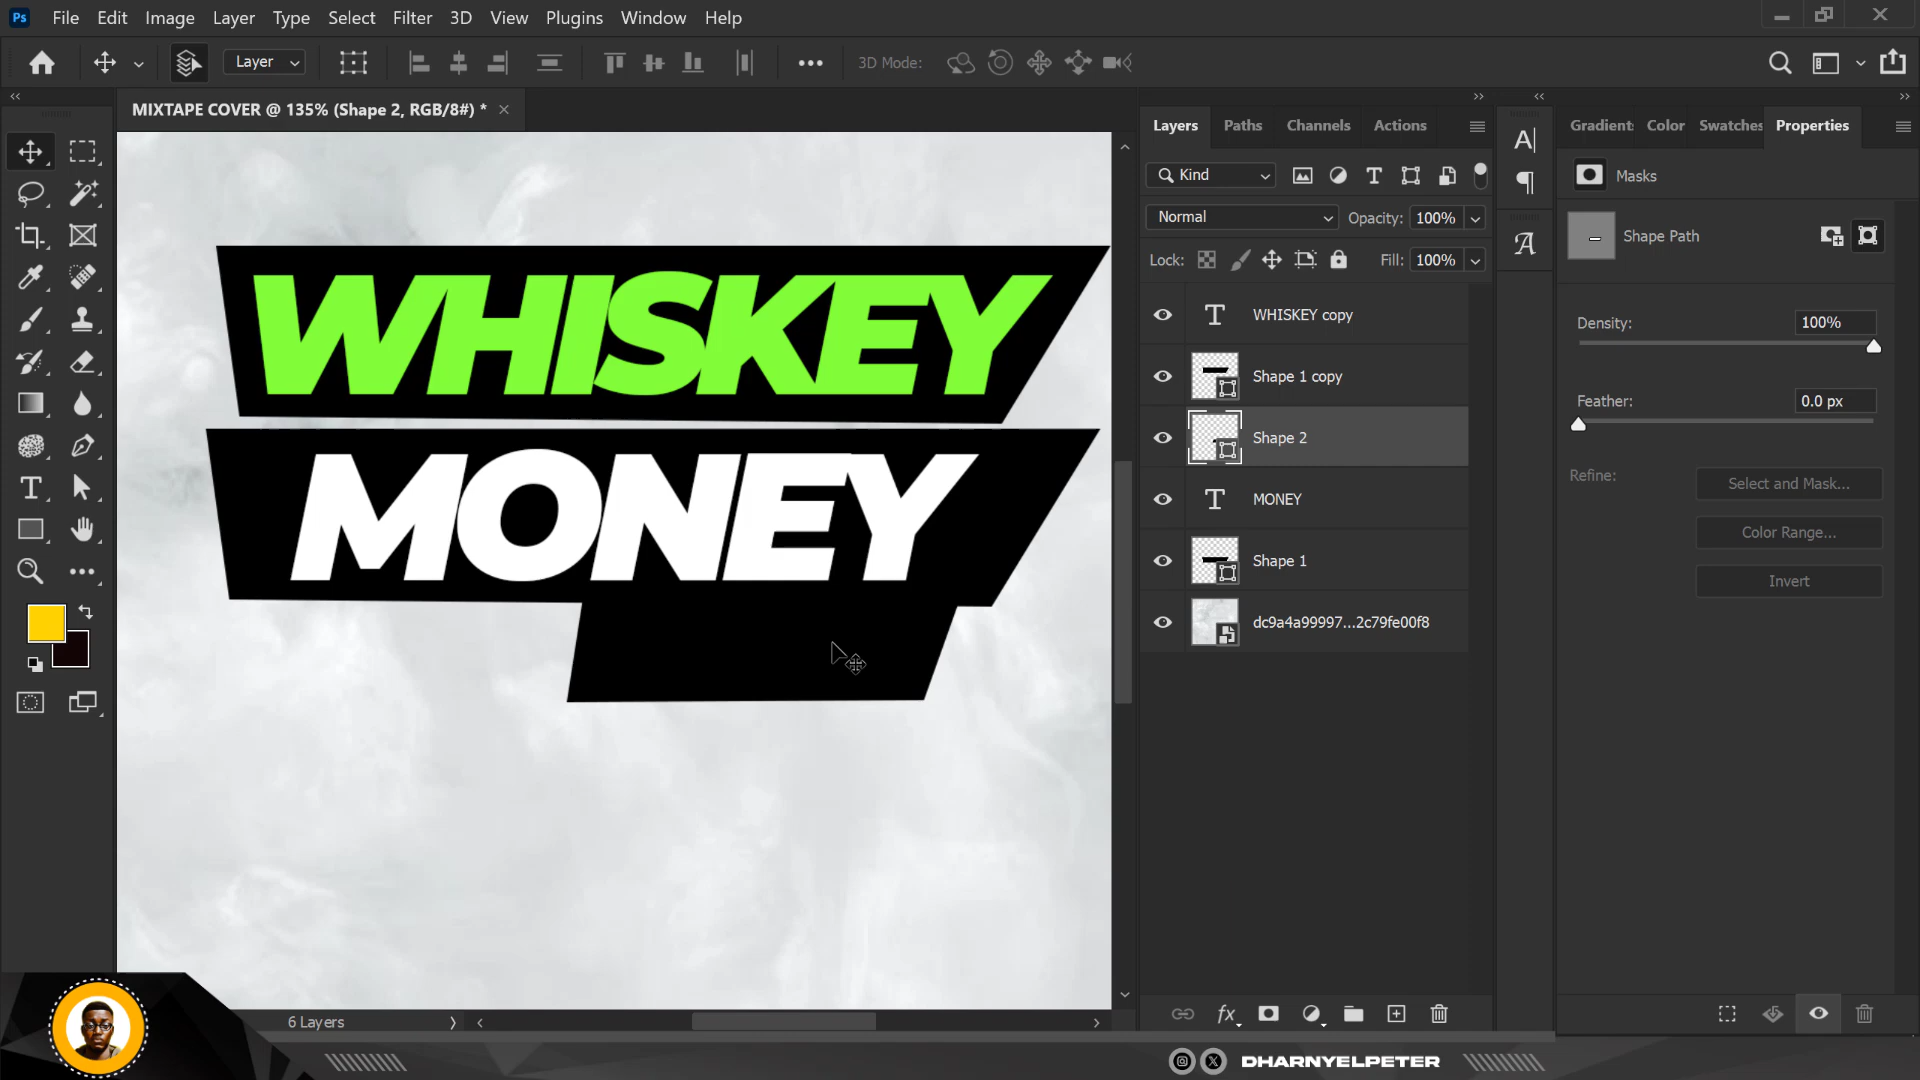 Ps File Edit Image Layer Type Select Filter 3D View Plugins Window Help
Layer 3D Mode:
MIXTAPE COVER @ 135% (Shape 2, RGB/8#) *
Layers Paths Channels Actions
Gradient Color Swatches Properties
Kind
Masks
Normal Opacity: 100%
Shape Path
Lock: Fill: 100%
WHISKEY copy
Density: 100%
Shape 1 copy
Feather: 0.0 px
Shape 2
Refine: Select and Mask...
MONEY
Color Range...
Shape 1
Invert
dc9a4a99997...2c79fe00f8
WHISKEY
MONEY
6 Layers
fx
DHARNYELPETER